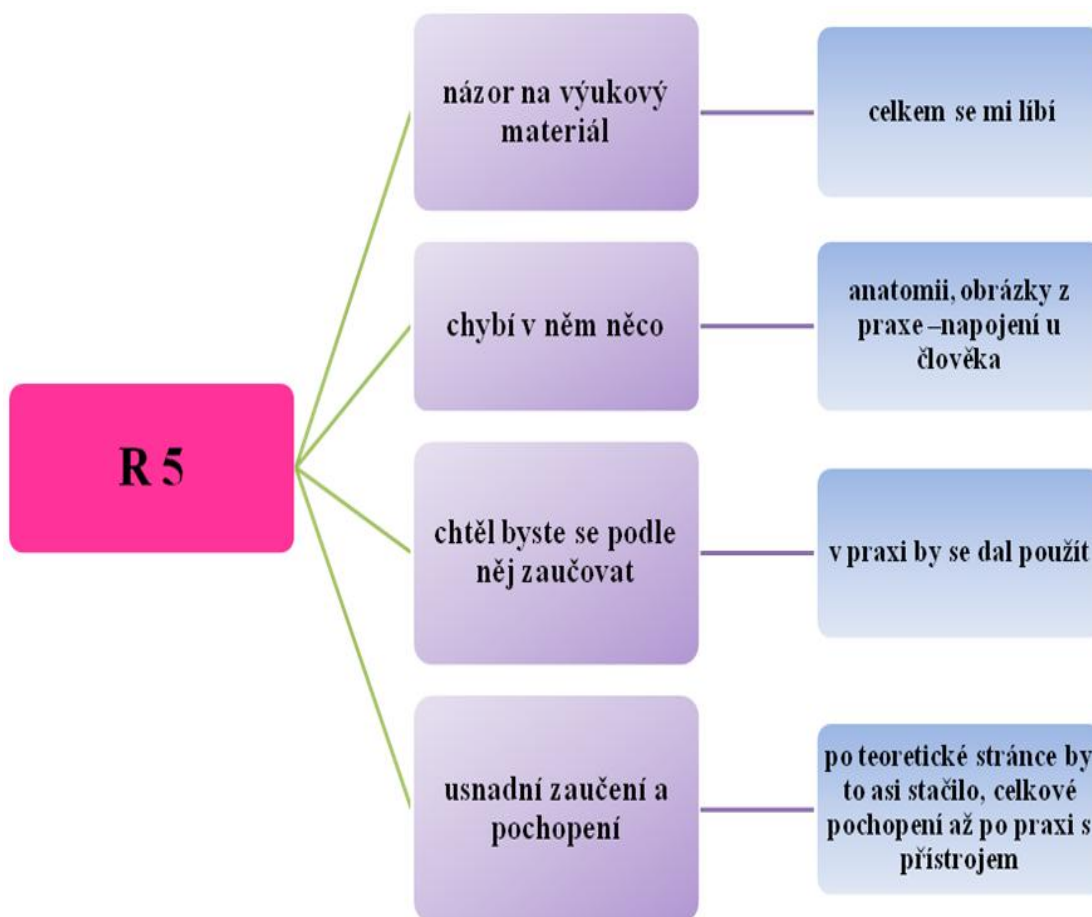 R 5
názor na výukový
materiál
celkem se mi líbí
chybí v něm něco
anatomii, obrázky z
praxe –napojení u
člověka
chtěl byste se podle
něj zaučovat
v praxi by se dal použít
usnadní zaučení a
pochopení
po teoretické stránce by
to asi stačilo, celkové
pochopení až po praxi s
přístrojem